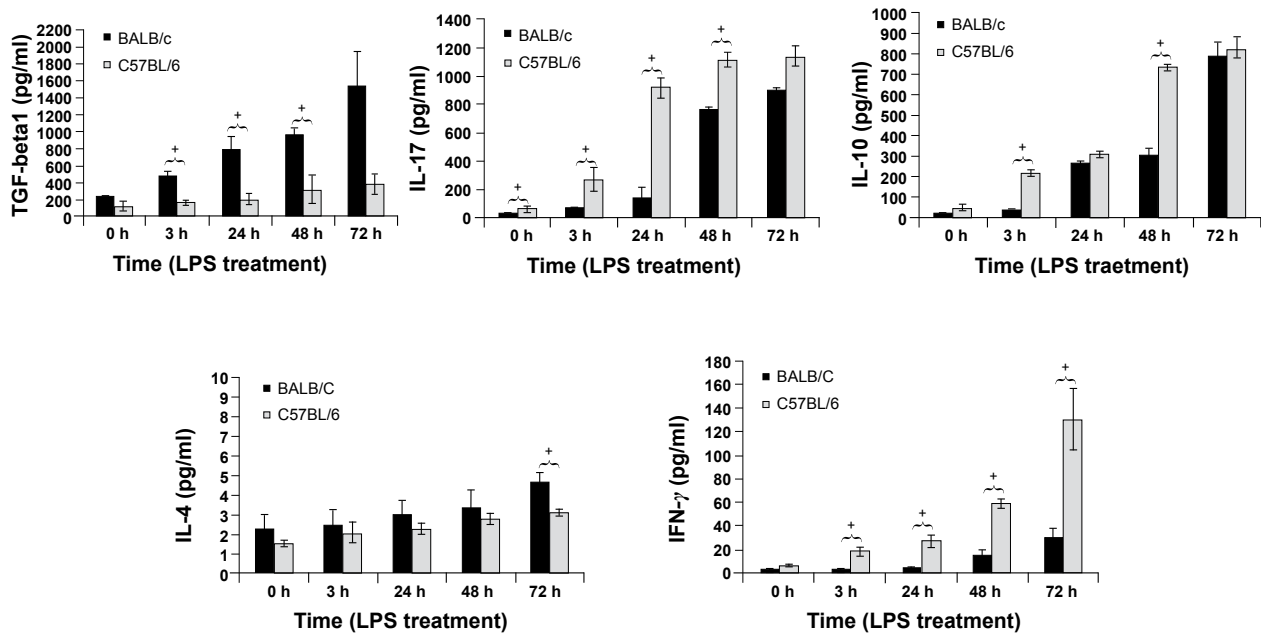 TGF-beta1 (pg/ml)
2200
2000
1800
1600
1400
1200
1000
800
600
400
200
0
BALB/c
C57BL/6
+
+
+
0 h 3 h 24 h 48 h 72 h
Time (LPS treatment)
IL-17 (pg/ml)
1400
1200
1000
800
600
400
200
0
BALB/c
C57BL/6
+
+
+
+
0 h 3 h 24 h 48 h 72 h
Time (LPS treatment)
IL-10 (pg/ml)
1000
900
800
700
600
500
400
300
200
100
0
BALB/c
C57BL/6
+
+
0 h 3 h 24 h 48 h 72 h
Time (LPS traetment)
IL-4 (pg/ml)
10
9
8
7
6
5
4
3
2
1
0
BALB/C
C57BL/6
+
0 h 3 h 24 h 48 h 72 h
Time (LPS treatment)
IFN-γ (pg/ml)
180
160
140
120
100
80
60
40
20
0
BALB/C
C57BL/6
+
+
+
+
0 h 3 h 24 h 48 h 72 h
Time (LPS treatment)